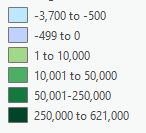 -3,700 to -500
-499 to 0
1 to 10,000
10,001 to 50,000
50,001-250,000
250,000 to 621,000